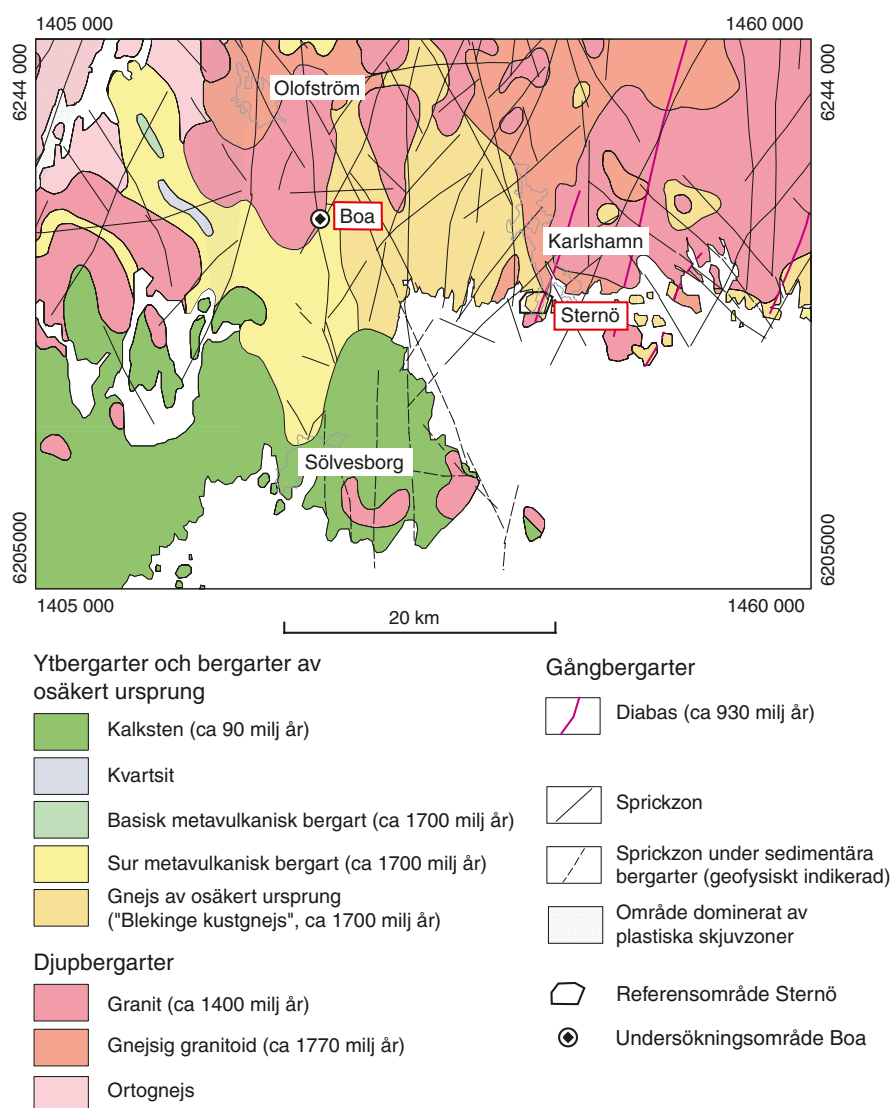 1405 000
1460 000
6244 000
6244 000
Olofström
Boa
Karlshamn
Sternö
Sölvesborg
6205000
6205000
1405 000
1460 000
20 km
Ytbergarter och bergarter av
osäkert ursprung
Kalksten (ca 90 milj år)
Kvartsit
Basisk metavulkanisk bergart (ca 1700 milj år)
Sur metavulkanisk bergart (ca 1700 milj år)
Gnejs av osäkert ursprung
("Blekinge kustgnejs", ca 1700 milj år)
Djupbergarter
Granit (ca 1400 milj år)
Gnejsig granitoid (ca 1770 milj år)
Ortognejs
Gångbergarter
Diabas (ca 930 milj år)
Sprickzon
Sprickzon under sedimentära
bergarter (geofysiskt indikerad)
Område dominerat av
plastiska skjuvzoner
Referensområde Sternö
Undersökningsområde Boa